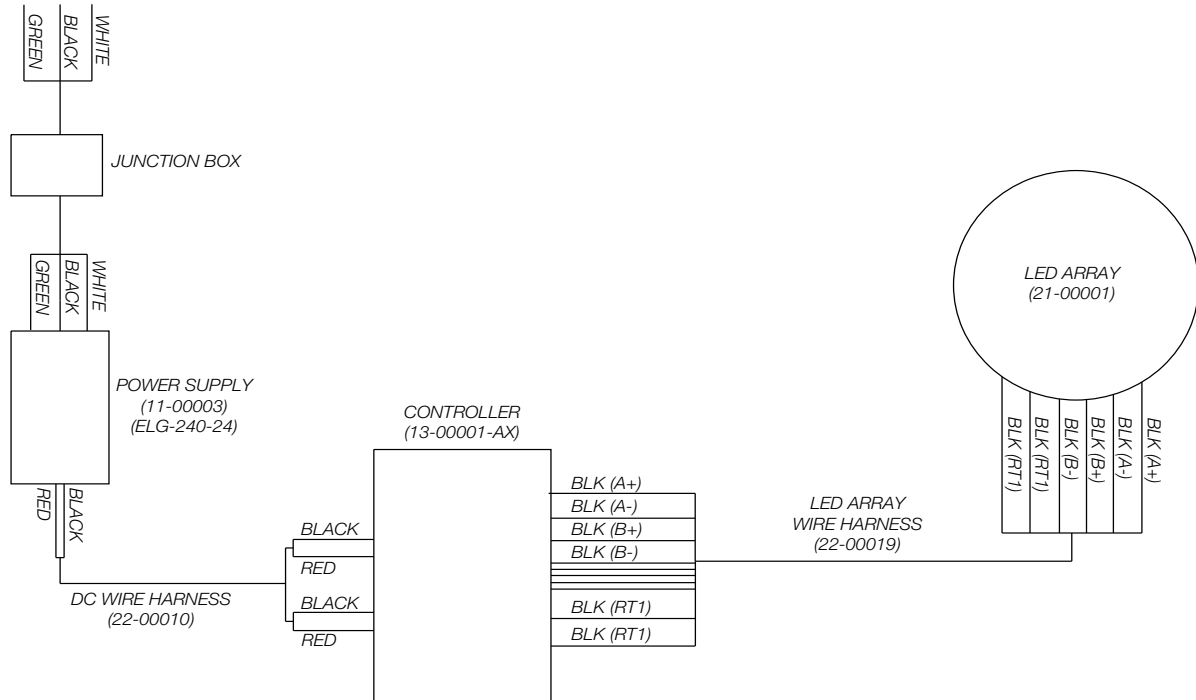 GREEN
BLACK
WHITE
JUNCTION BOX
GREEN
BLACK
WHITE
POWER SUPPLY
(11-00003)
(ELG-240-24)
RED
BLACK
DC WIRE HARNESS
(22-00010)
BLACK
RED
BLACK
RED
CONTROLLER
(13-00001-AX)
BLK (A+)
BLK (A-)
BLK (B+)
BLK (B-)
BLK (RT1)
BLK (RT1)
LED ARRAY
WIRE HARNESS
(22-00019)
LED ARRAY
(21-00001)
BLK (RT1)
BLK (RT1)
BLK (B-)
BLK (B+)
BLK (A-)
BLK (A+)